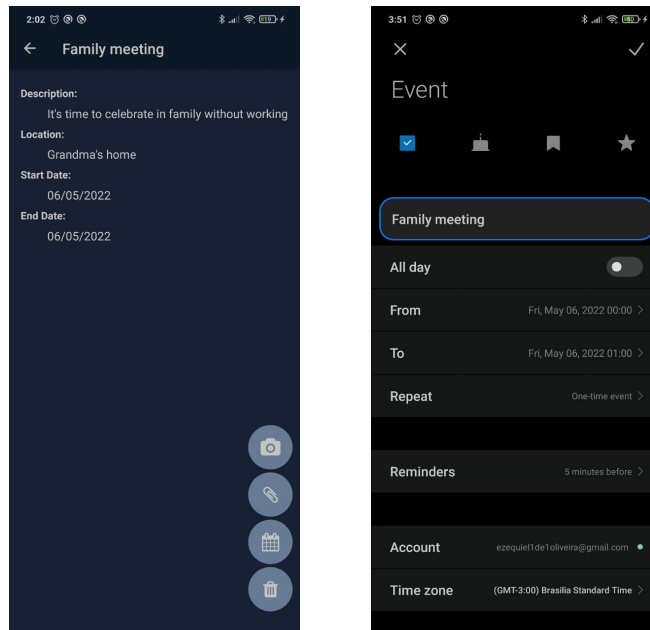 2:02
19
Family meeting
Description:
It's time to celebrate in family without working
Location:
Grandma's home
Start Date:
06/05/2022
End Date:
06/05/2022
3:51
Event
Family meeting
All day
From Fri, May 06, 2022 00:00
To Fri, May 06, 2022 01:00
Repeat One-time event
Reminders 5 minutes before
Account ezequiel1de1oliveira@gmail.com
Time zone (GMT-3:00) Brasilia Standard Time